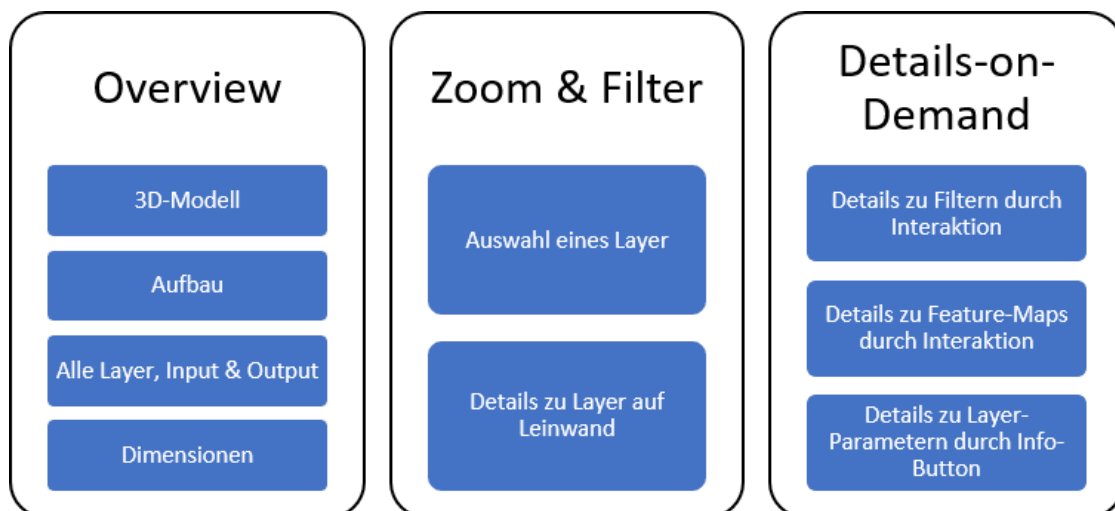 Overview
3D-Modell
Aufbau
Alle Layer, Input & Output
Dimensionen
Zoom & Filter
Auswahl eines Layer
Details zu Layer auf
Leinwand
Details-on-
Demand
Details zu Filtern durch
Interaktion
Details zu Feature-Maps
durch Interaktion
Details zu Layer-
Parametern durch Info-
Button